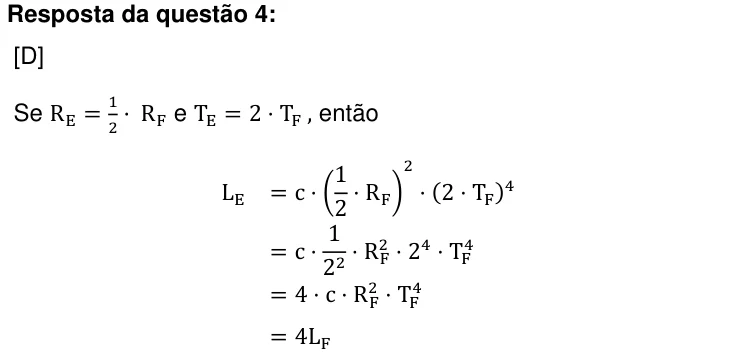 Resposta da questão 4:
[D]
Se R_E = 1/2 · R_F e T_E = 2 · T_F , então
L_E = c · (1/2 · R_F)^2 · (2 · T_F)^4
= c · 1/2^2 · R_F^2 · 2^4 · T_F^4
= 4 · c · R_F^2 · T_F^4
= 4L_F